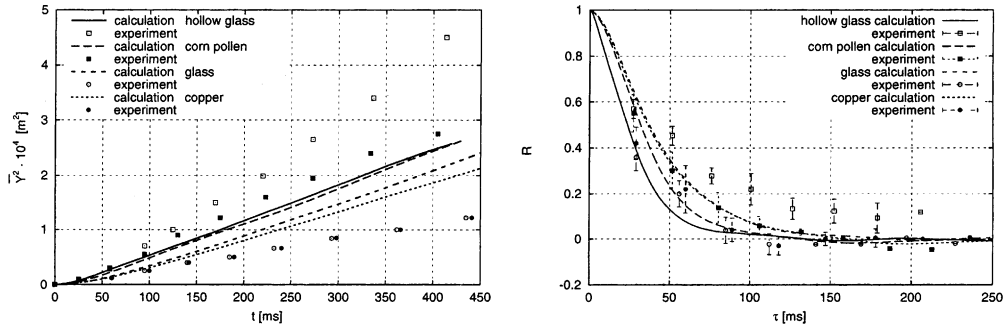 5
4
3
2
1
0
Y̅² · 10⁴ [m²]
calculation hollow glass
experiment
calculation corn pollen
experiment
calculation glass
experiment
calculation copper
experiment
0 50 100 150 200 250 300 350 400 450
t [ms]
1
0.8
0.6
0.4
0.2
0
-0.2
R
hollow glass calculation
experiment
corn pollen calculation
experiment
glass calculation
experiment
copper calculation
experiment
0 50 100 150 200 250
τ [ms]